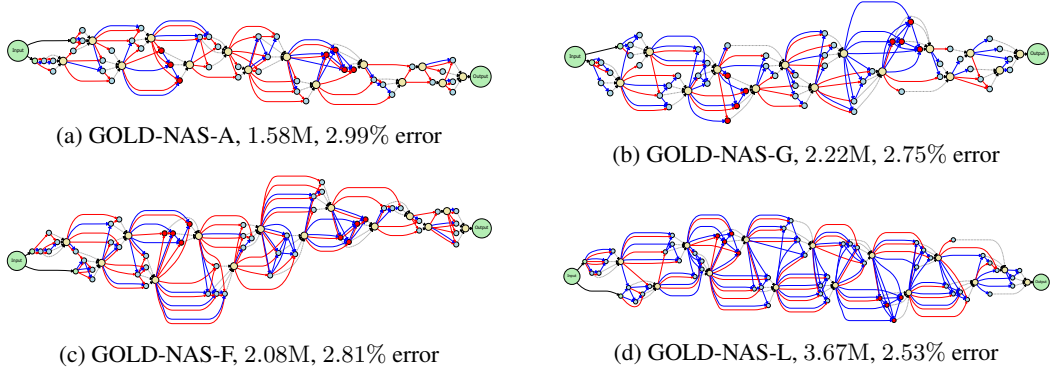 Input
Output
(a) GOLD-NAS-A, 1.58M, 2.99% error
Input
Output
(b) GOLD-NAS-G, 2.22M, 2.75% error
Input
Output
(c) GOLD-NAS-F, 2.08M, 2.81% error
Input
Output
(d) GOLD-NAS-L, 3.67M, 2.53% error